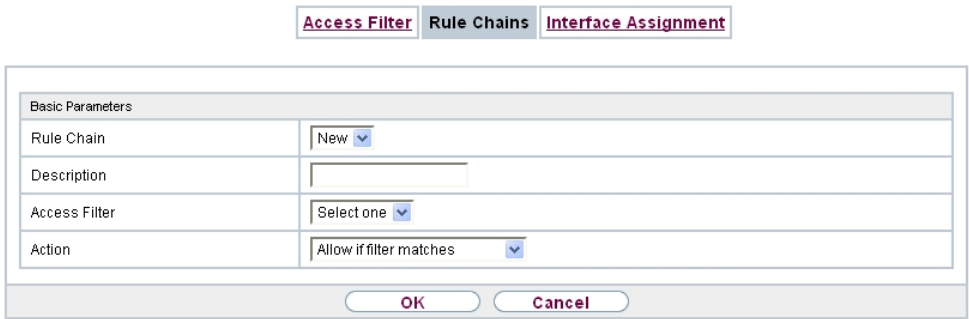 Access Filter Rule Chains Interface Assignment
Basic Parameters
Rule Chain New
Description
Access Filter Select one
Action Allow if filter matches
OK Cancel